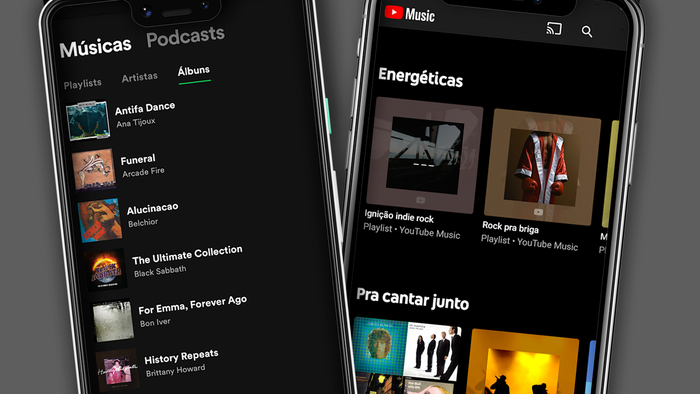 Músicas Podcasts
Playlists Artistas Álbuns
Antifa Dance
Ana Tijoux
Funeral
Arcade Fire
Alucinacao
Belchior
The Ultimate Collection
Black Sabbath
For Emma, Forever Ago
Bon Iver
History Repeats
Brittany Howard
Music
Energéticas
Ignição indie rock
Playlist • YouTube Music
Rock pra briga
Playlist • YouTube Music
M
Pra cantar junto